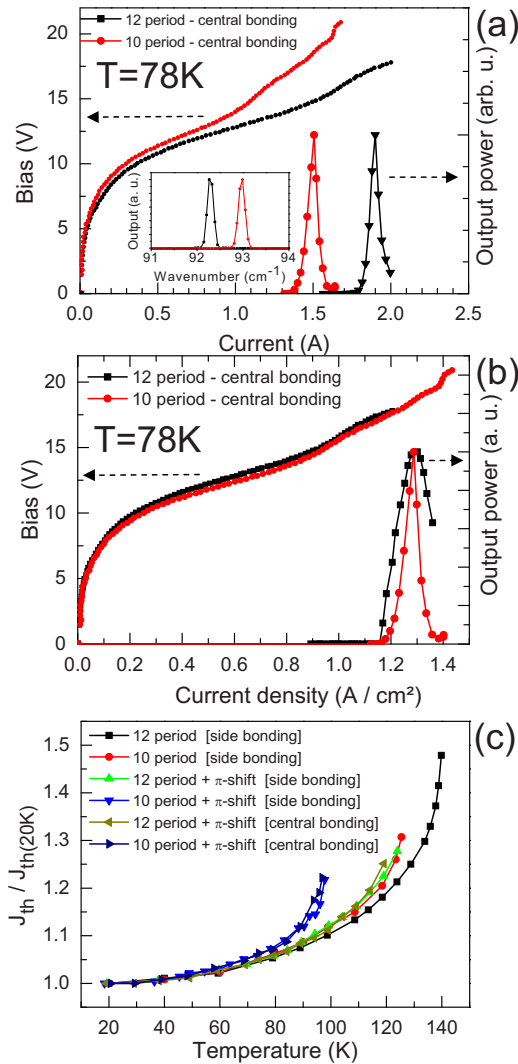 12 period - central bonding
10 period - central bonding
(a)
T=78K
20
15
10
5
0
Bias (V)
Output power (arb. u.)
Output (a. u.)
91 92 93 94
Wavenumber (cm⁻¹)
0.0 0.5 1.0 1.5 2.0 2.5
Current (A)
12 period - central bonding
10 period - central bonding
(b)
T=78K
20
15
10
5
0
Bias (V)
Output power (a. u.)
0.0 0.2 0.4 0.6 0.8 1.0 1.2 1.4
Current density (A / cm²)
(c)
12 period [side bonding]
10 period [side bonding]
12 period + π-shift [side bonding]
10 period + π-shift [side bonding]
12 period + π-shift [central bonding]
10 period + π-shift [central bonding]
1.5
1.4
1.3
1.2
1.1
1.0
Jth / Jth(20K)
20 40 60 80 100 120 140
Temperature (K)